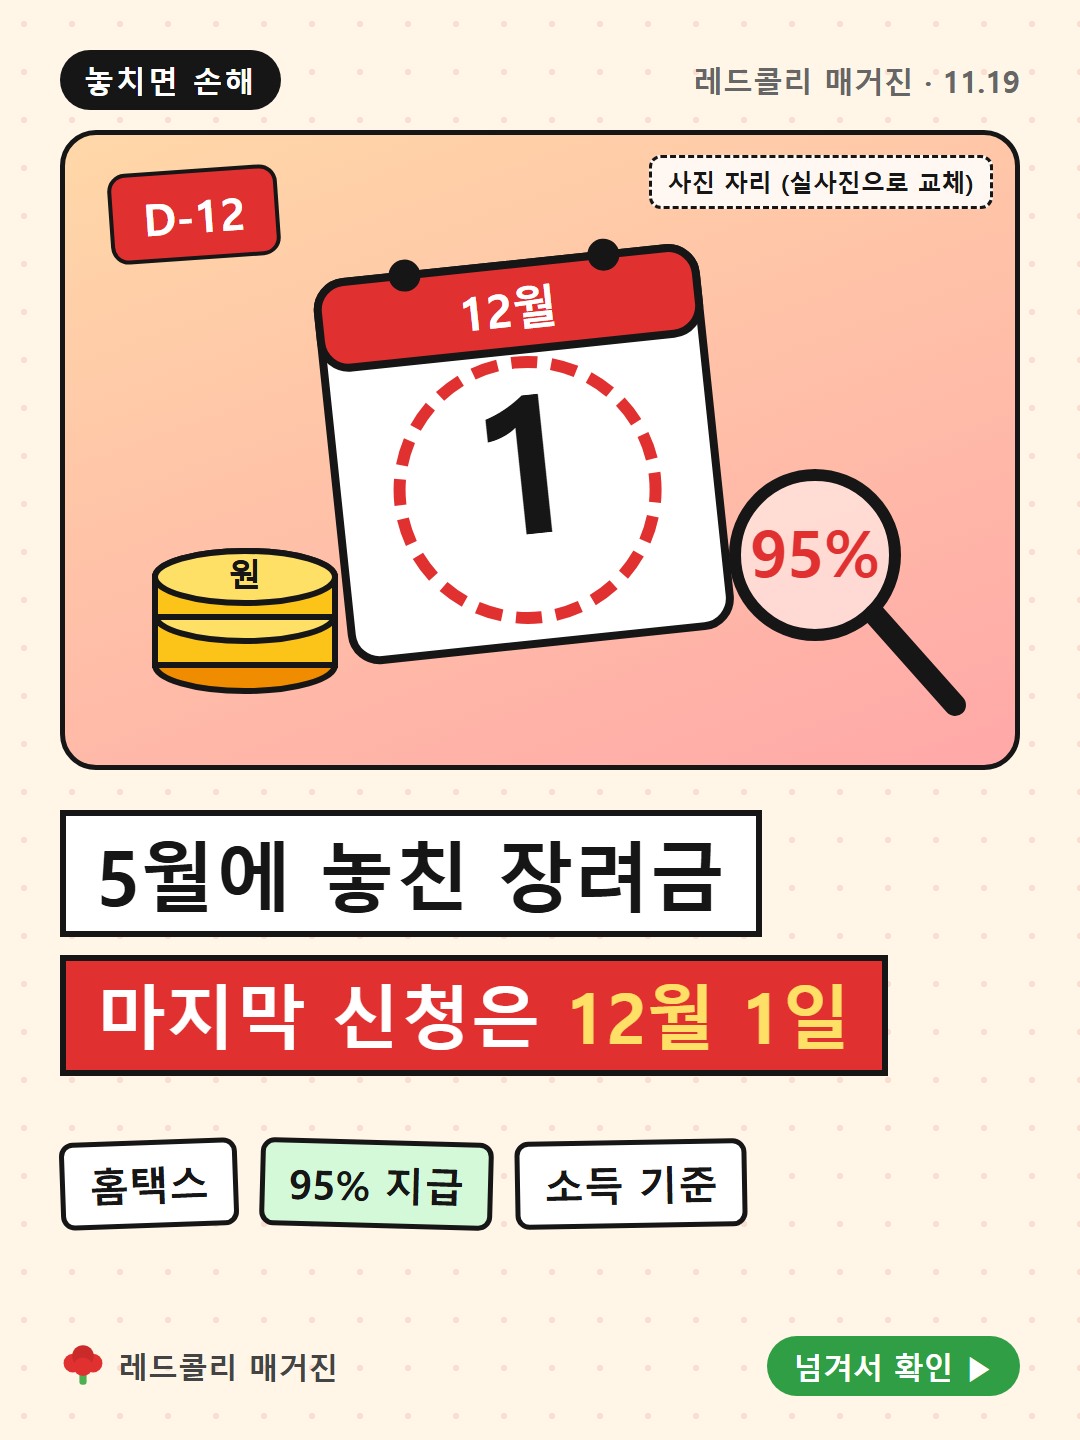 놓치면 손해
레드콜리 매거진 · 11.19
D-12
사진 자리 (실사진으로 교체)
12월
1
원
95%
5월에 놓친 장려금
마지막 신청은 12월 1일
홈택스
95% 지급
소득 기준
레드콜리 매거진
넘겨서 확인 ▶